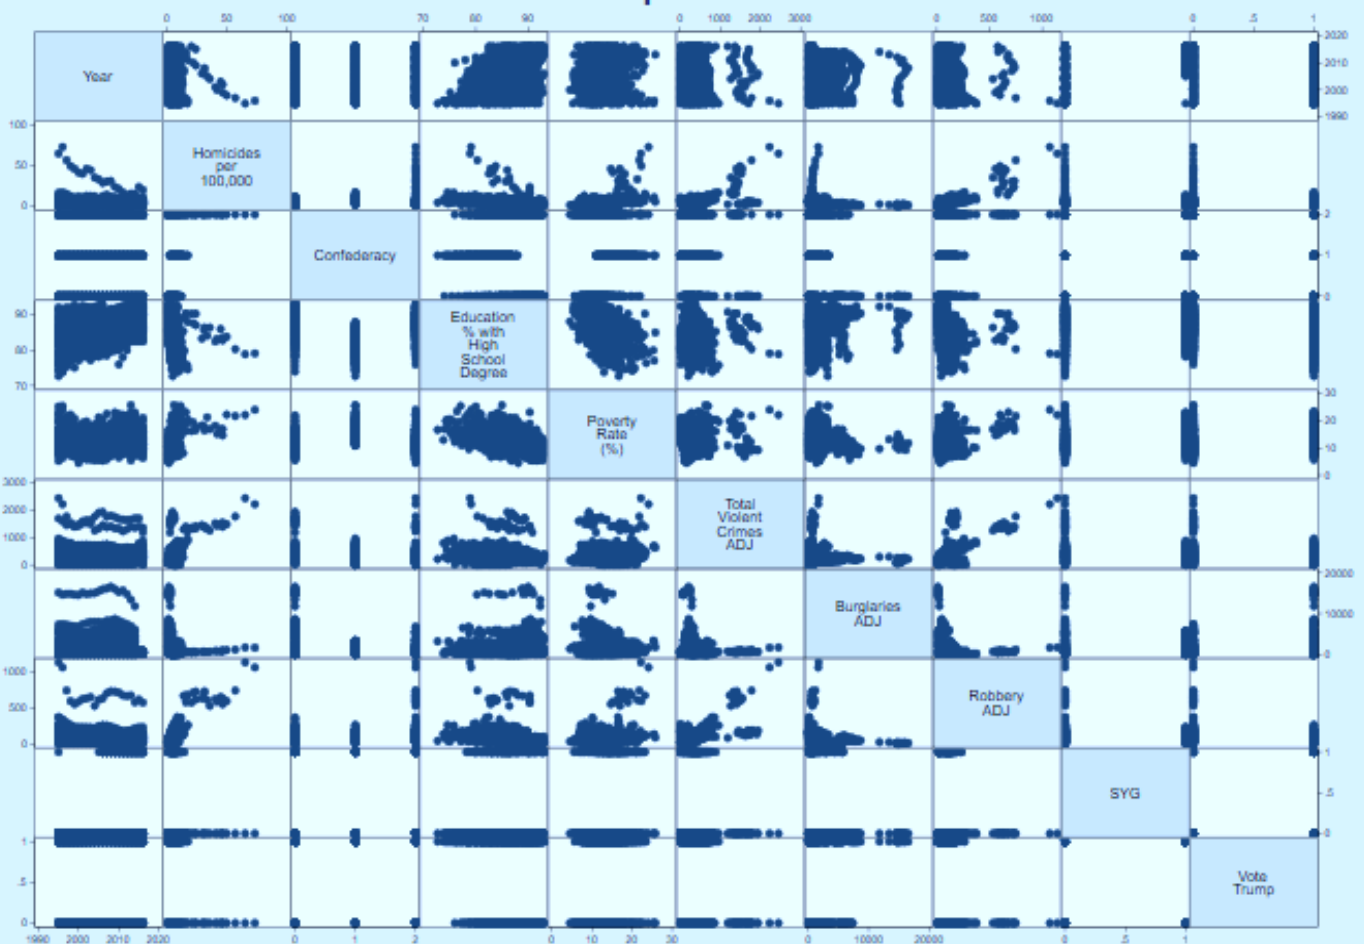 0 50 100 70 80 90 0 1000 2000 3000 0 500 1000 0 .5 1
Year
2020
2010
2000
1990
100
50
0
Homicides
per
100,000
Confederacy
2
1
0
90
80
70
Education
% with
High
School
Degree
Poverty
Rate
(%)
30
20
10
0
3000
2000
1000
0
Total
Violent
Crimes
ADJ
Burglaries
ADJ
20000
10000
0
1000
500
0
Robbery
ADJ
SYG
1
.5
0
1
.5
0
Vote
Trump
1990 2000 2010 2020 0 1 2 0 10 20 30 0 10000 20000 0 .5 1